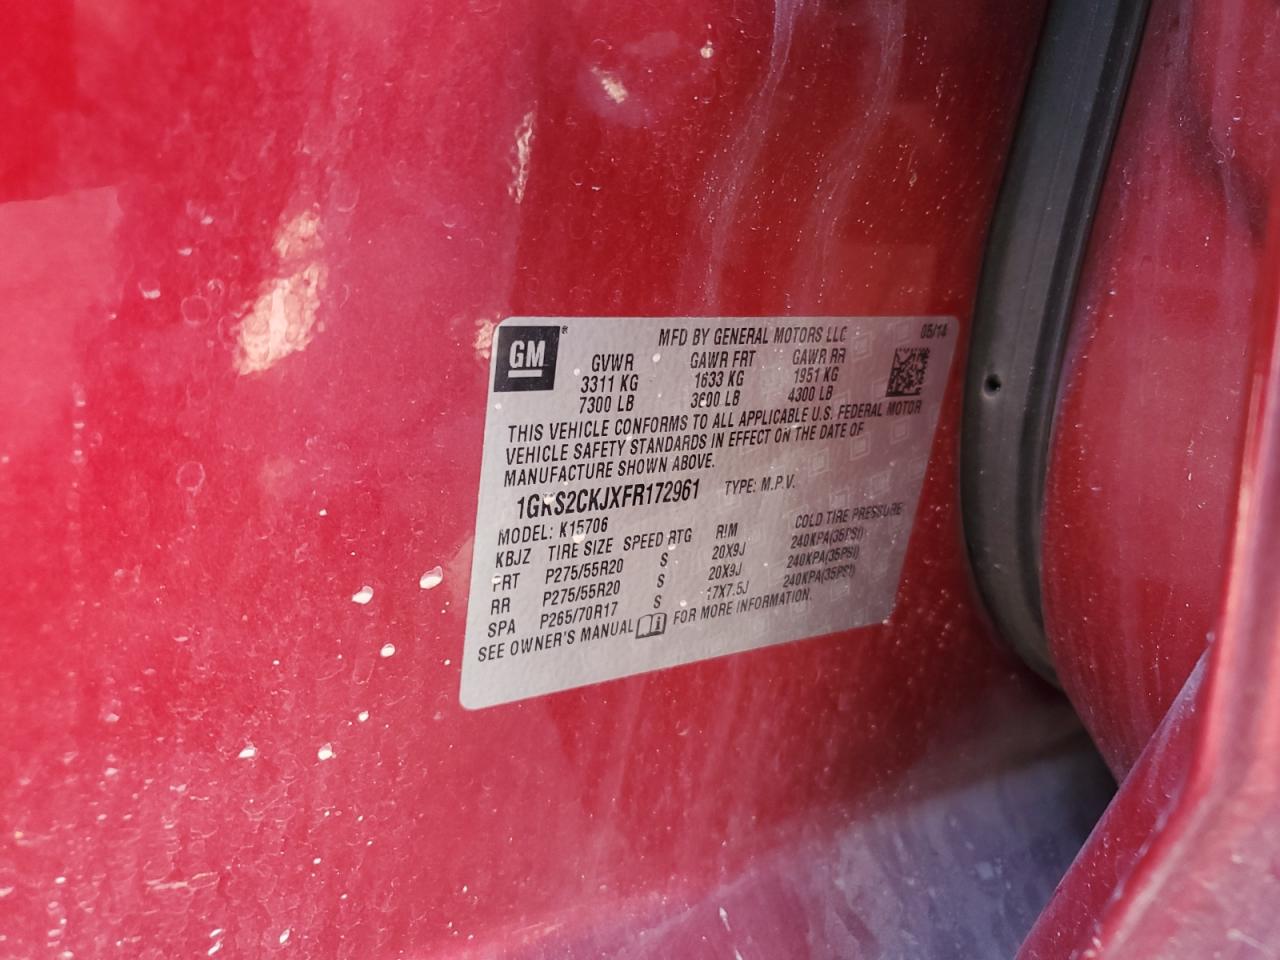 GM®
MFD BY GENERAL MOTORS LLC 05/14
GVWR GAWR FRT GAWR RR
3311 KG 1633 KG 1951 KG
7300 LB 3600 LB 4300 LB
THIS VEHICLE CONFORMS TO ALL APPLICABLE U.S. FEDERAL MOTOR
VEHICLE SAFETY STANDARDS IN EFFECT ON THE DATE OF
MANUFACTURE SHOWN ABOVE.
1GKS2CKJXFR172961 TYPE: M.P.V.
MODEL: K15706
KBJZ TIRE SIZE SPEED RTG RIM COLD TIRE PRESSURE
FRT P275/55R20 S 20X9J 240KPA(35PSI)
RR P275/55R20 S 20X9J 240KPA(35PSI)
SPA P265/70R17 S 17X7.5J 240KPA(35PSI)
SEE OWNER'S MANUAL FOR MORE INFORMATION.